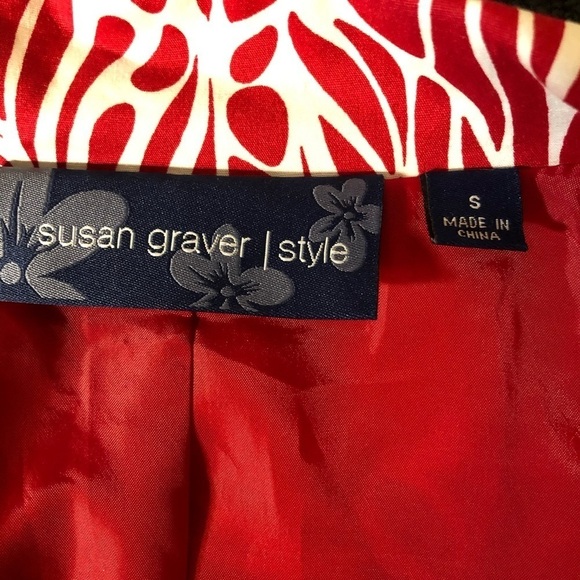 susan graver | style
S
MADE IN
CHINA